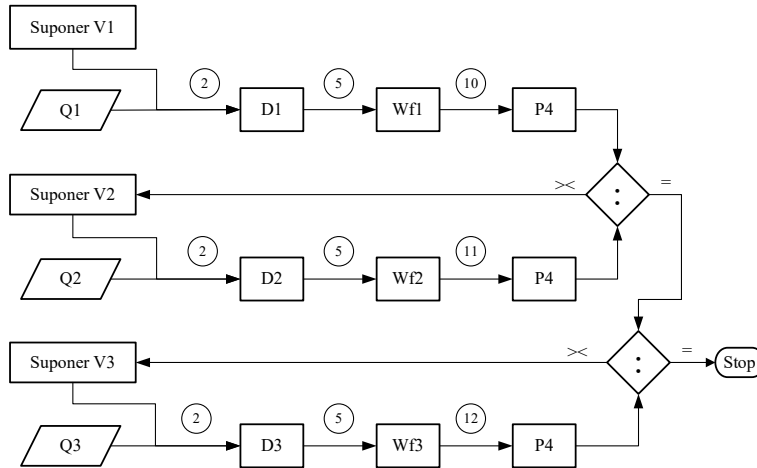 Suponer V1
Q1
2
D1
5
Wf1
10
P4
:
><
=
Suponer V2
Q2
2
D2
5
Wf2
11
P4
Suponer V3
><
:
=
Stop
Q3
2
D3
5
Wf3
12
P4